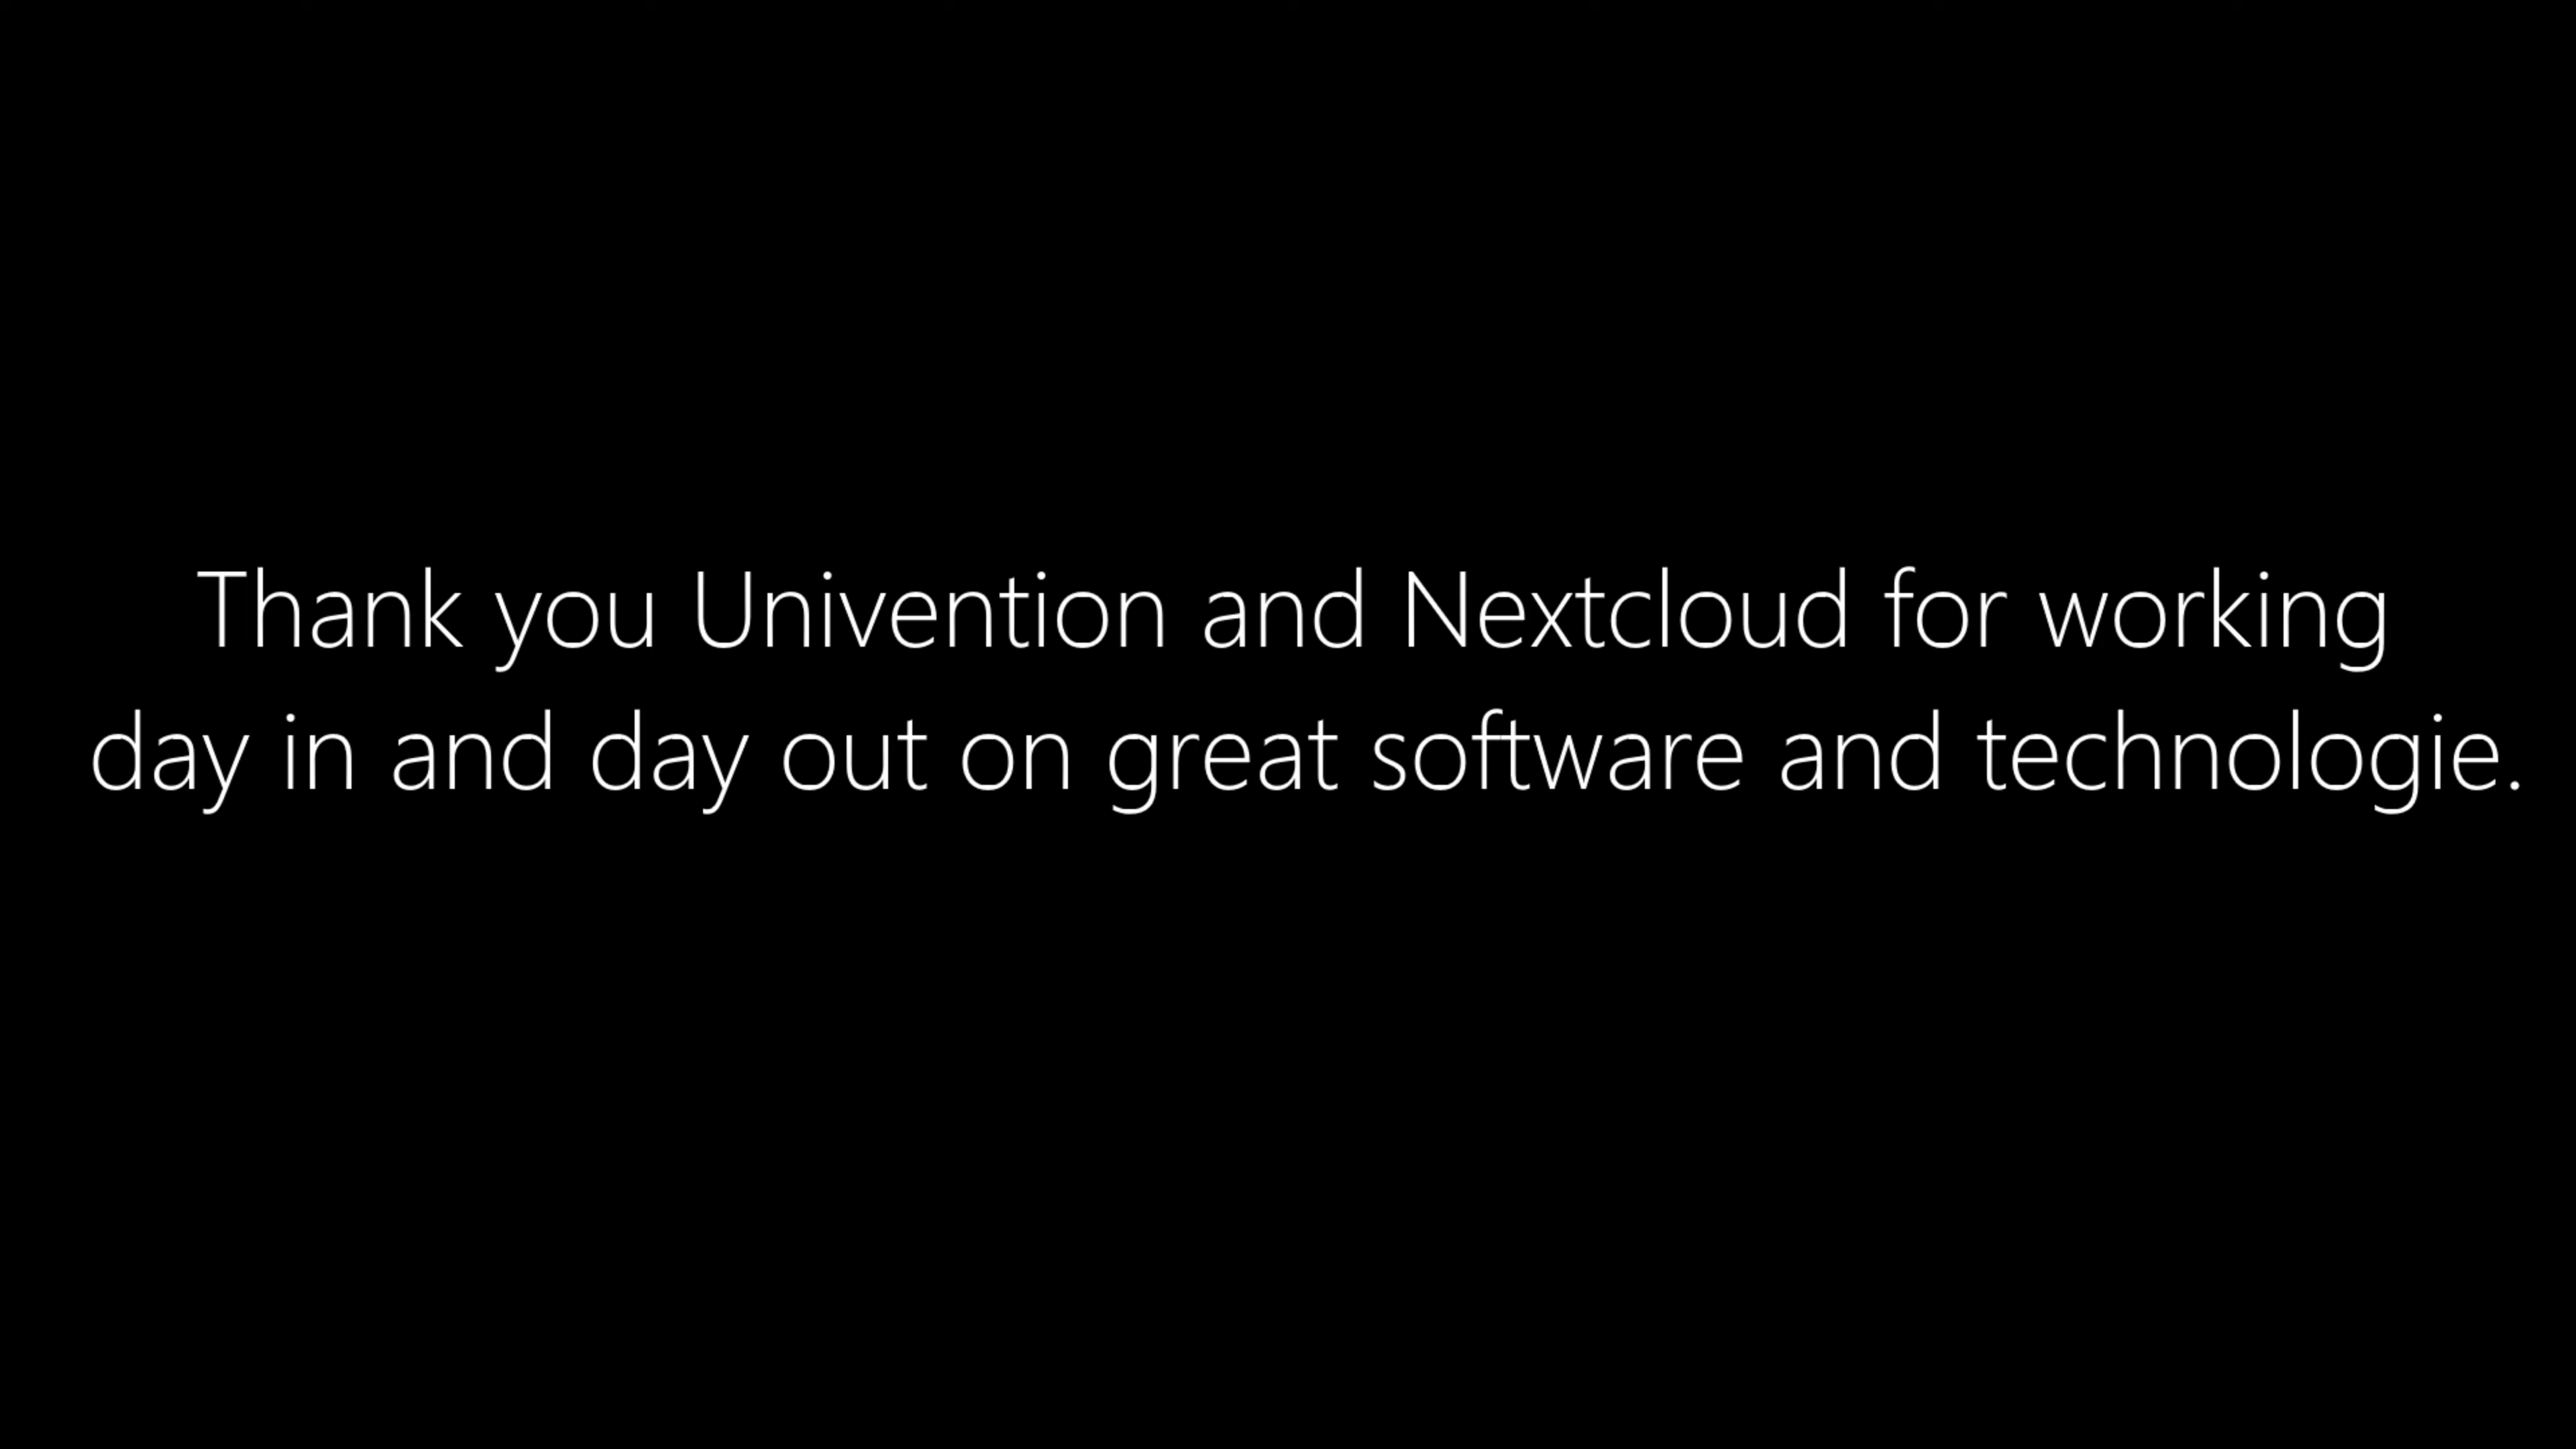 Thank you Univention and Nextcloud for working
day in and day out on great software and technologie.